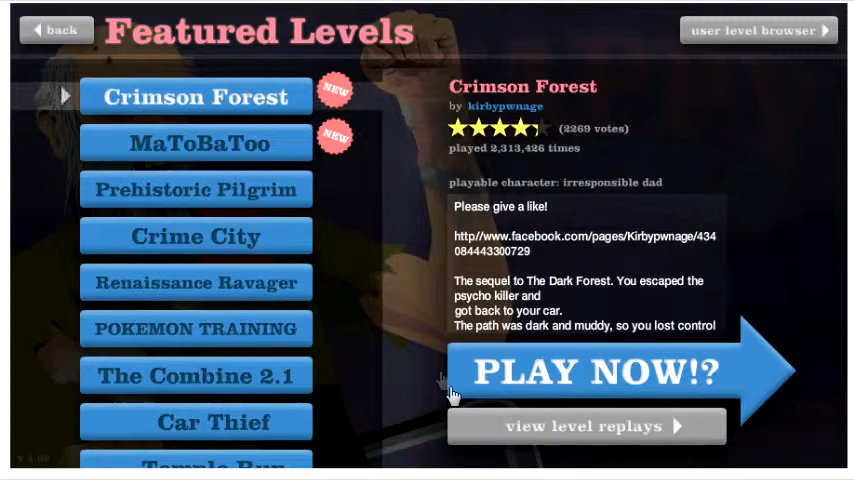 back
Featured Levels
user level browser
Crimson Forest
NEW
MaToBaToo
NEW
Prehistoric Pilgrim
Crime City
Renaissance Ravager
POKEMON TRAINING
The Combine 2.1
Car Thief
Temple Run
v 1.68
Crimson Forest
by kirbypwnage
(2269 votes)
played 2,313,426 times
playable character: irresponsible dad
Please give a like!
http//www.facebook.com/pages/Kirbypwnage/434
084443300729
The sequel to The Dark Forest. You escaped the
psycho killer and
got back to your car.
The path was dark and muddy, so you lost control
PLAY NOW!?
view level replays